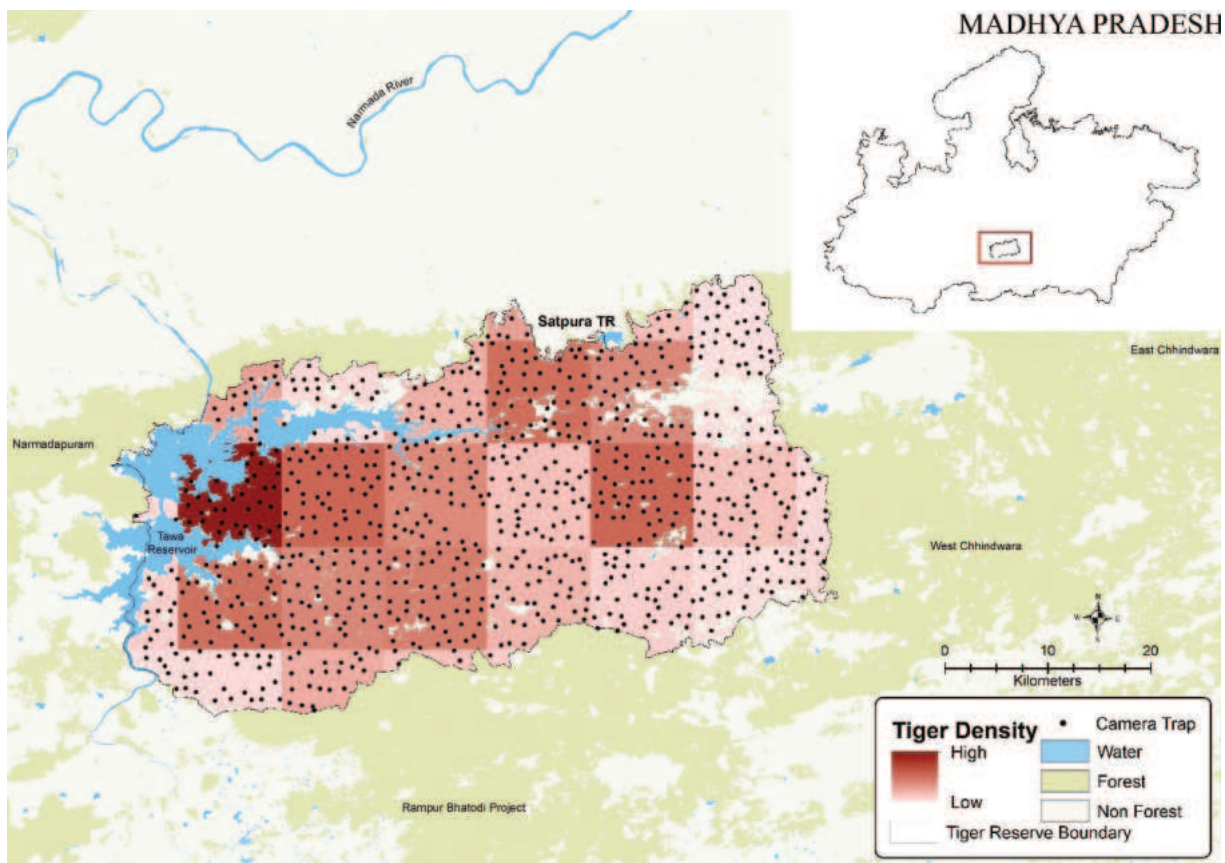 MADHYA PRADESH
Narmada River
Satpura TR
East Chhindwara
Narmadapuram
Tawa
Reservoir
West Chhindwara
N
W E
S
0 10 20
Kilometers
Rampur Bhatodi Project
Tiger Density
High
Low
Camera Trap
Water
Forest
Non Forest
Tiger Reserve Boundary